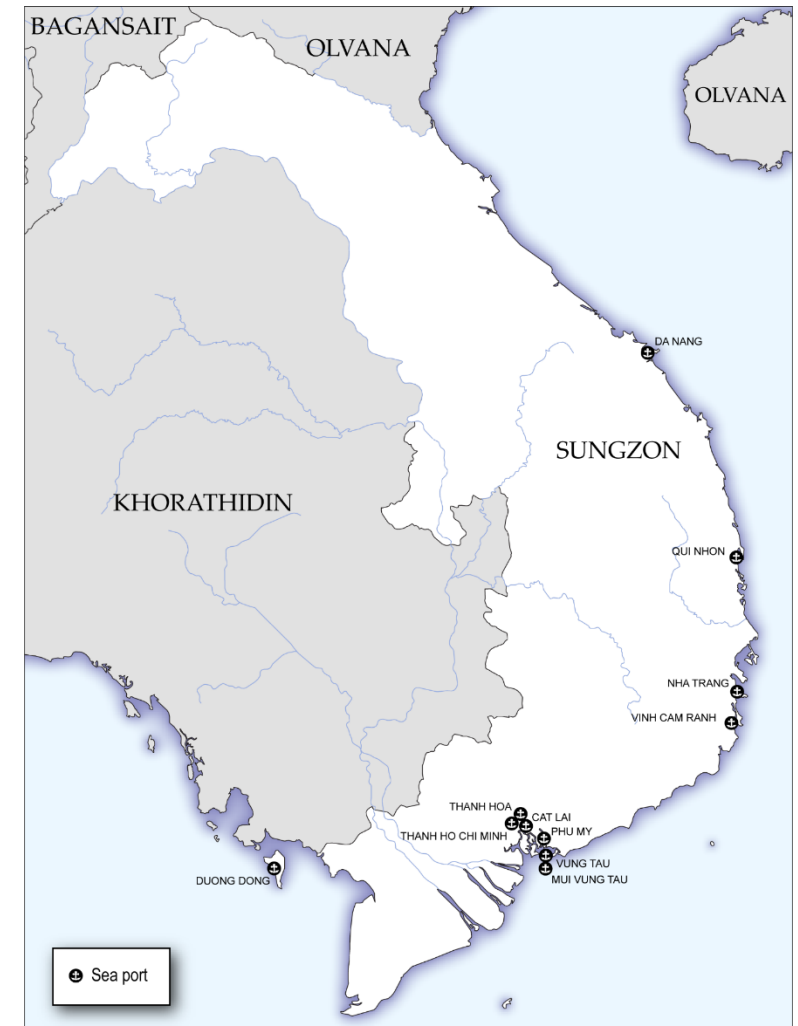 BAGANSAIT
OLVANA
OLVANA
DA NANG
SUNGZON
KHORATHIDIN
QUI NHON
NHA TRANG
VINH CAM RANH
THANH HOA
CAT LAI
THANH HO CHI MINH
PHU MY
VUNG TAU
MUI VUNG TAU
DUONG DONG
Sea port